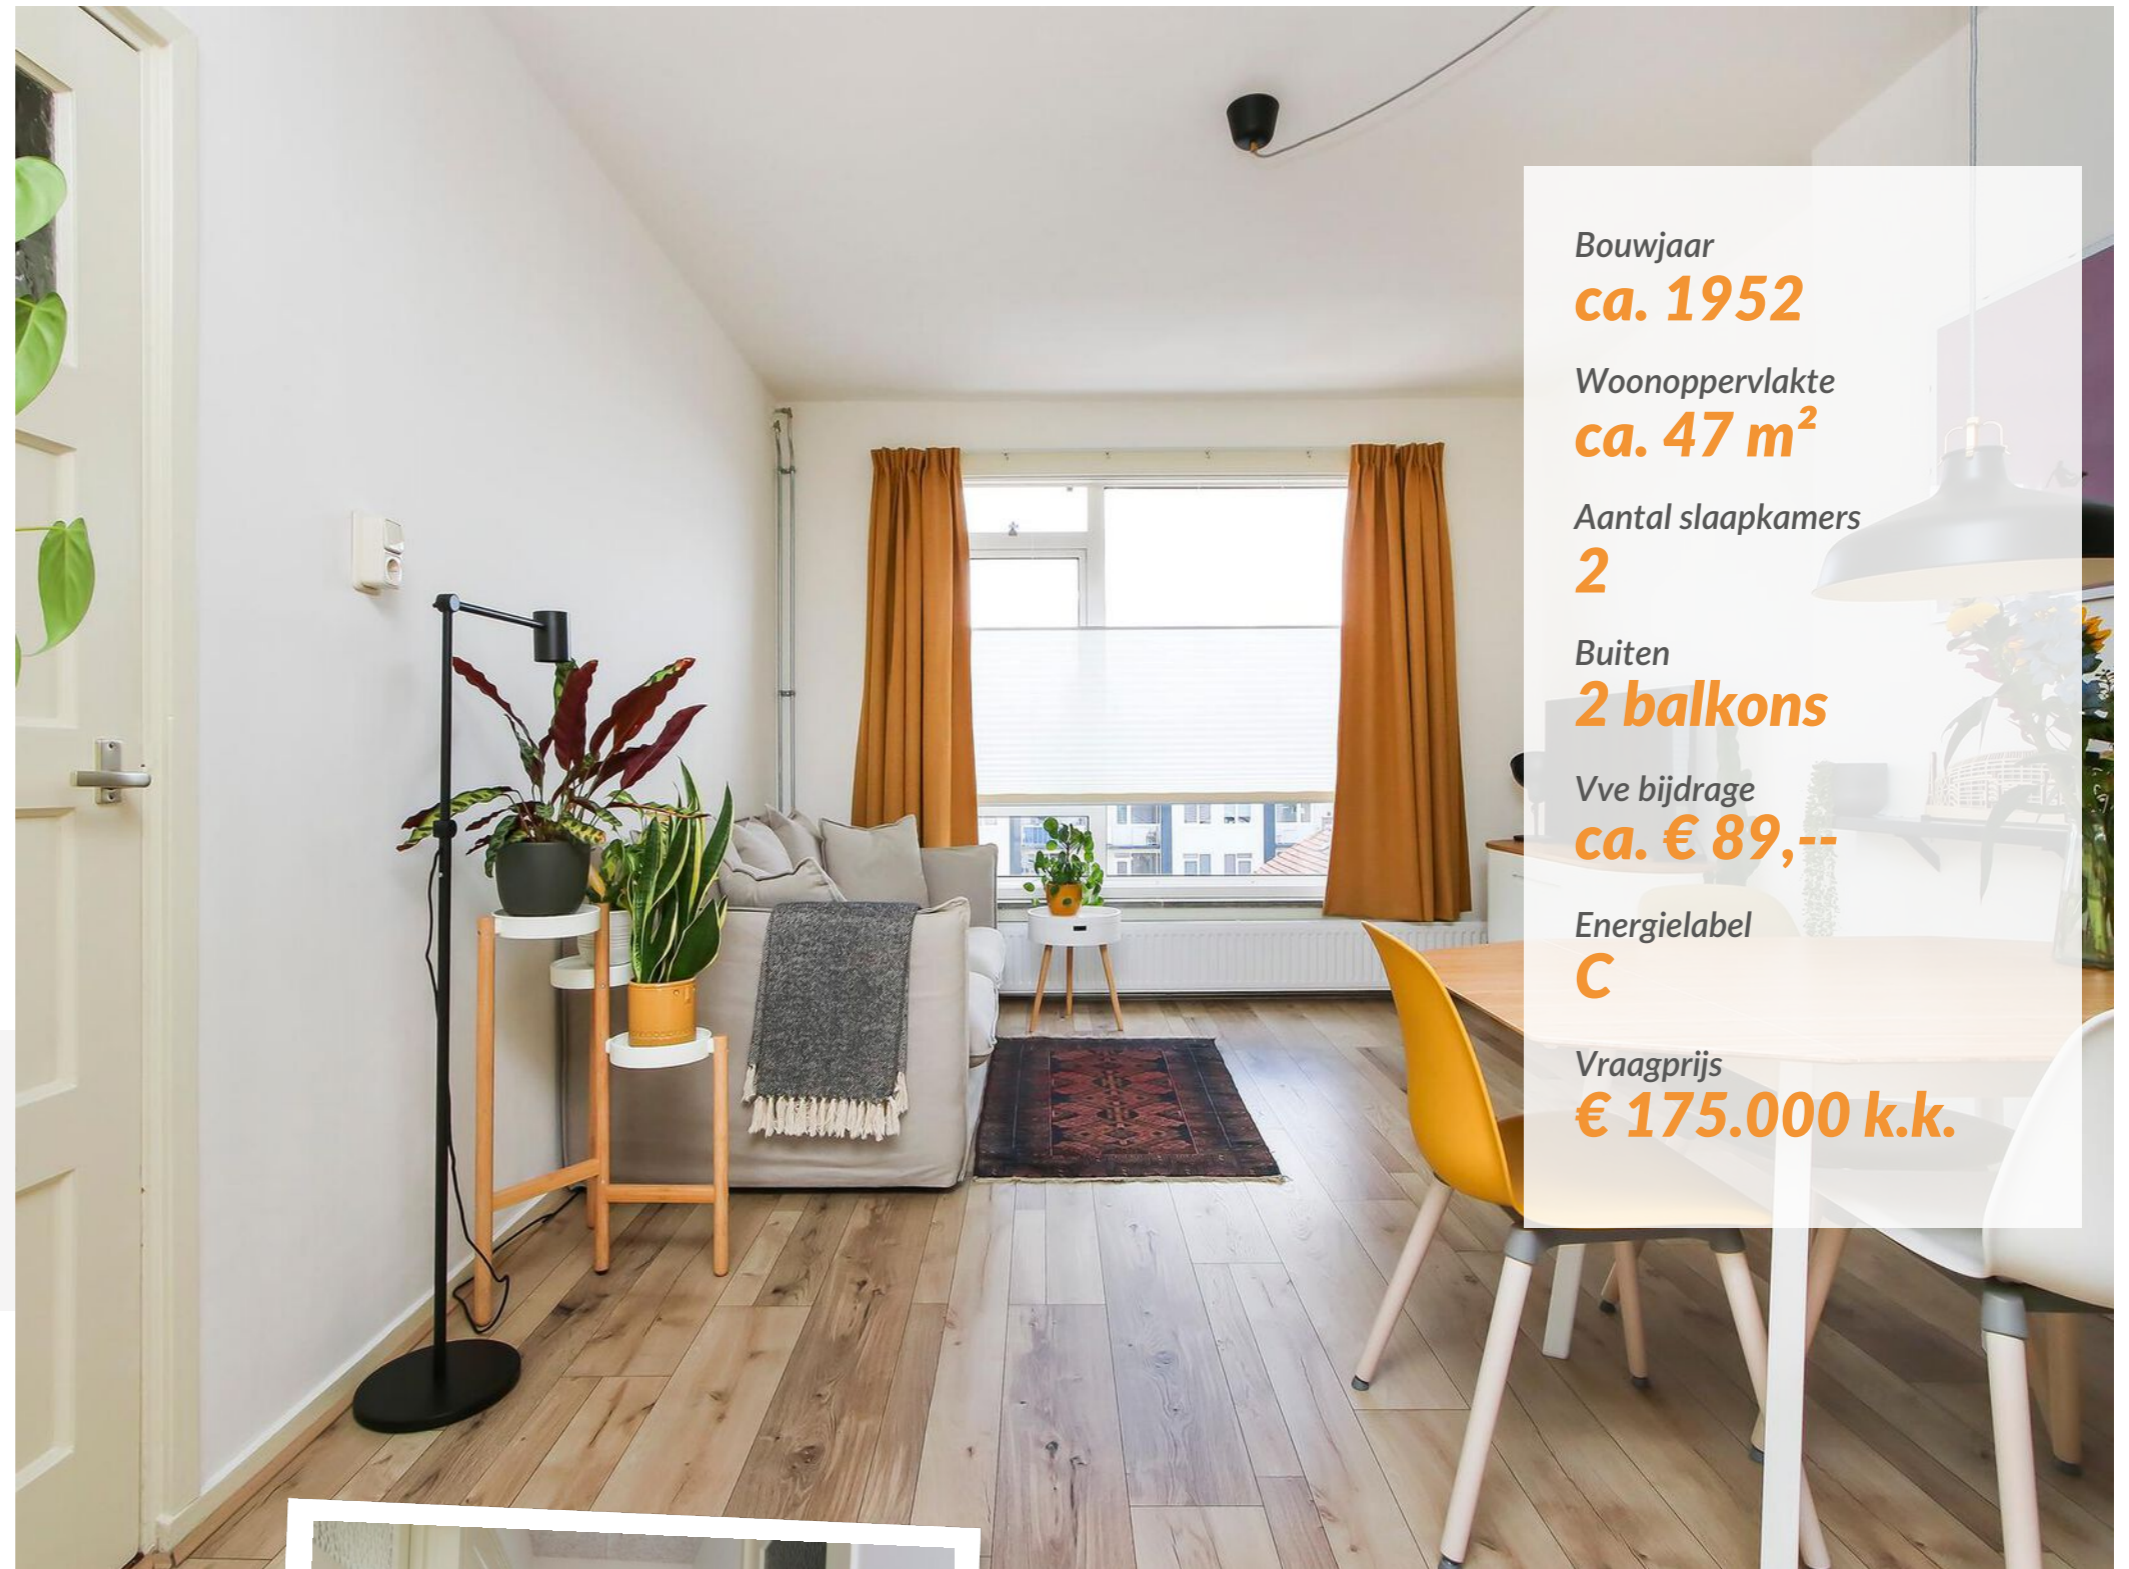 Bouwjaar
ca. 1952
Woonoppervlakte
ca. 47 m²
Aantal slaapkamers
2
Buiten
2 balkons
Vve bijdrage
ca. € 89,--
Energielabel
C
Vraagprijs
€ 175.000 k.k.